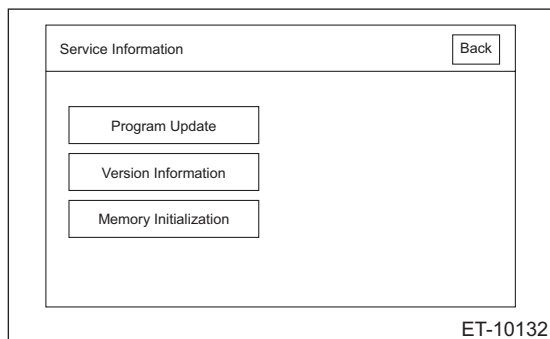 Service Information
Back
Program Update
Version Information
Memory Initialization
ET-10132